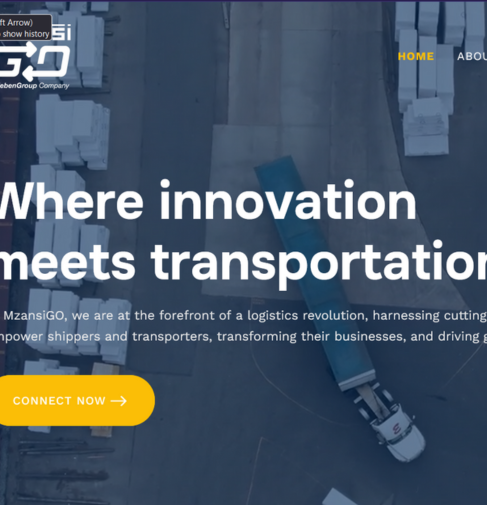 ft Arrow)
show history
si
GO
ebenGroup Company
HOME
ABOU
Where innovation
meets transportation
MzansiGO, we are at the forefront of a logistics revolution, harnessing cutting
npower shippers and transporters, transforming their businesses, and driving g
CONNECT NOW